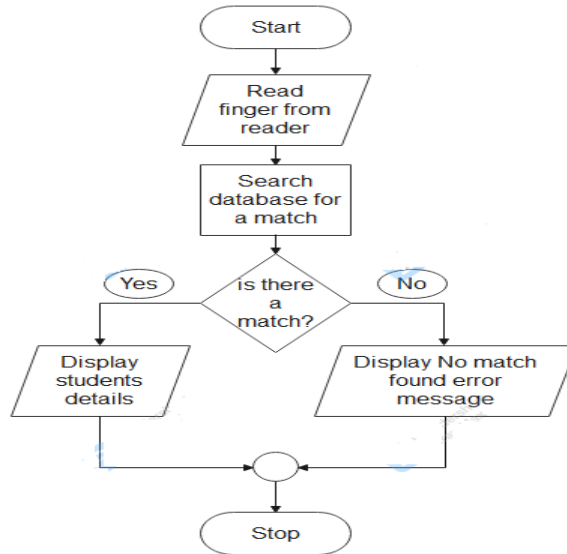 Start
Read
finger from
reader
Search
database for
a match
Yes
is there
a
match?
No
Display
students
details
Display No match
found error
message
Stop